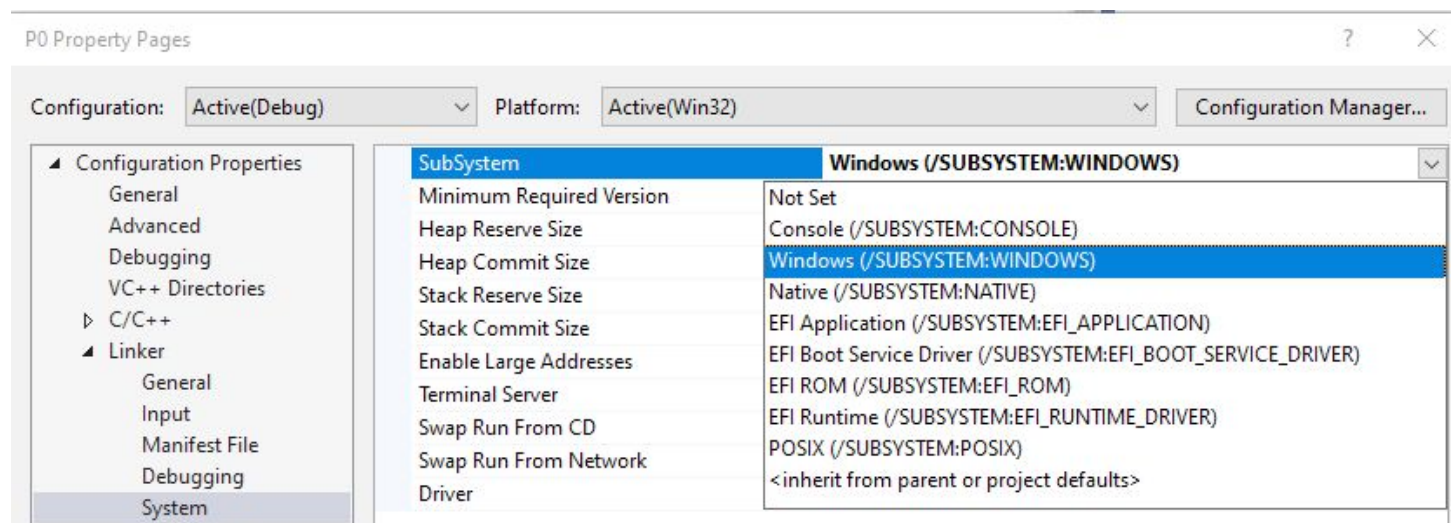 P0 Property Pages
?
Configuration:
Active(Debug)
Platform:
Active(Win32)
Configuration Manager...
Configuration Properties
General
Advanced
Debugging
VC++ Directories
C/C++
Linker
General
Input
Manifest File
Debugging
System
SubSystem
Windows (/SUBSYSTEM:WINDOWS)
Minimum Required Version
Heap Reserve Size
Heap Commit Size
Stack Reserve Size
Stack Commit Size
Enable Large Addresses
Terminal Server
Swap Run From CD
Swap Run From Network
Driver
Not Set
Console (/SUBSYSTEM:CONSOLE)
Windows (/SUBSYSTEM:WINDOWS)
Native (/SUBSYSTEM:NATIVE)
EFI Application (/SUBSYSTEM:EFI_APPLICATION)
EFI Boot Service Driver (/SUBSYSTEM:EFI_BOOT_SERVICE_DRIVER)
EFI ROM (/SUBSYSTEM:EFI_ROM)
EFI Runtime (/SUBSYSTEM:EFI_RUNTIME_DRIVER)
POSIX (/SUBSYSTEM:POSIX)
<inherit from parent or project defaults>